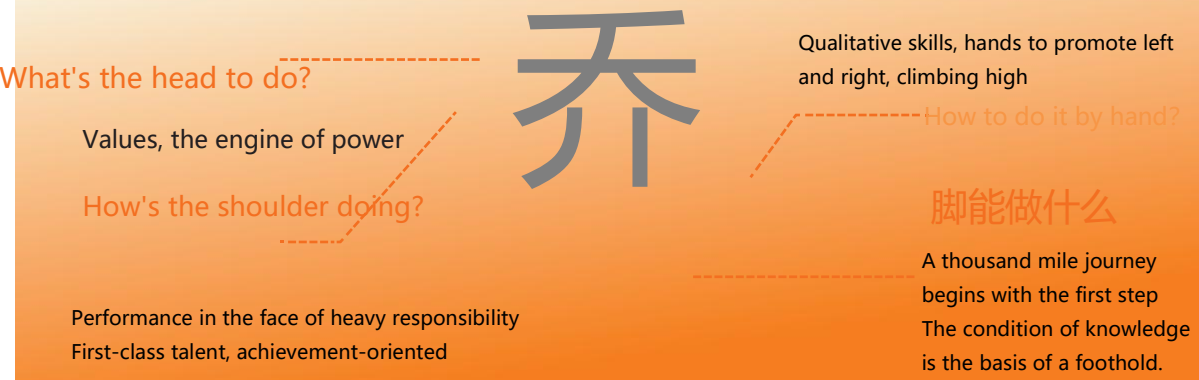 乔
What's the head to do?
Values, the engine of power
How's the shoulder doing?
Performance in the face of heavy responsibility
First-class talent, achievement-oriented
Qualitative skills, hands to promote left
and right, climbing high
How to do it by hand?
脚能做什么
A thousand mile journey
begins with the first step
The condition of knowledge
is the basis of a foothold.